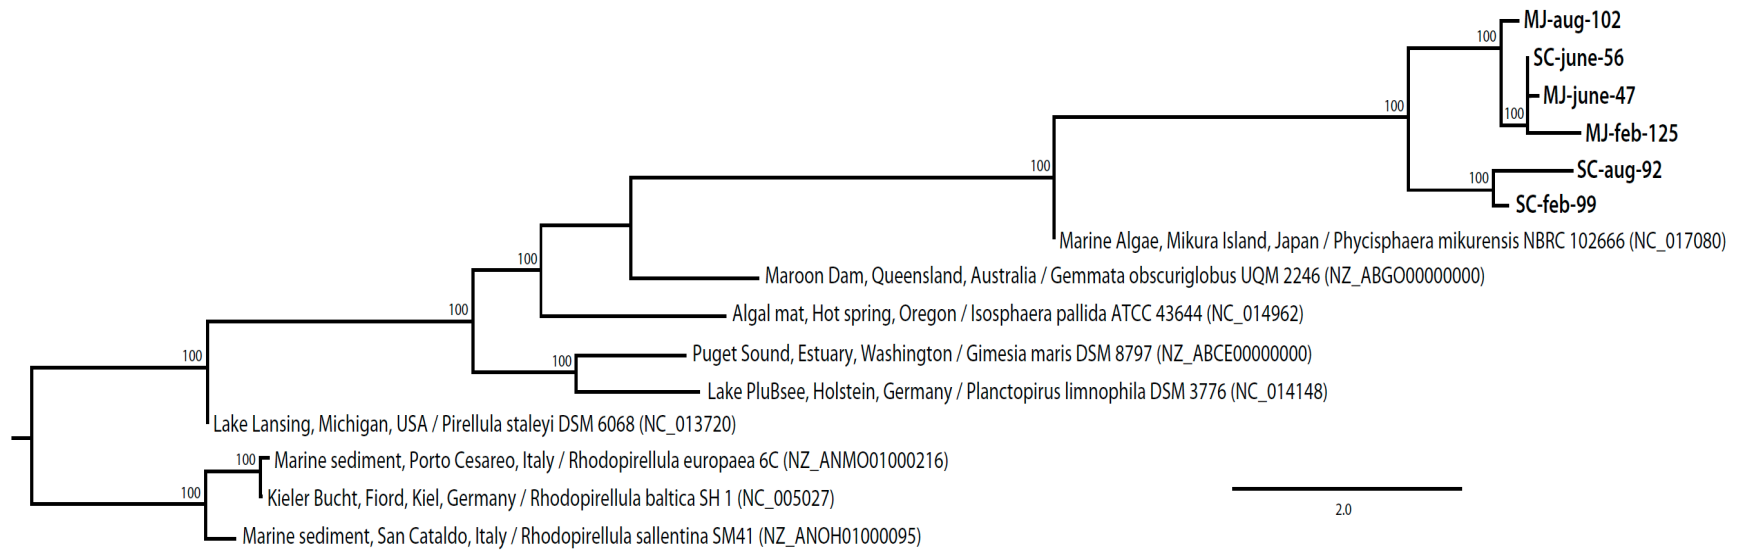 MJ-aug-102
100
SC-june-56
MJ-june-47
100
100
MJ-feb-125
100
SC-aug-92
100
SC-feb-99
Marine Algae, Mikura Island, Japan / Phycisphaera mikurensis NBRC 102666 (NC_017080)
100
Maroon Dam, Queensland, Australia / Gemmata obscuriglobus UQM 2246 (NZ_ABGO00000000)
100
Algal mat, Hot spring, Oregon / Isosphaera pallida ATCC 43644 (NC_014962)
100
100
Puget Sound, Estuary, Washington / Gimesia maris DSM 8797 (NZ_ABCE00000000)
Lake PluBsee, Holstein, Germany / Planctopirus limnophila DSM 3776 (NC_014148)
Lake Lansing, Michigan, USA / Pirellula staleyi DSM 6068 (NC_013720)
100
Marine sediment, Porto Cesareo, Italy / Rhodopirellula europaea 6C (NZ_ANMO01000216)
100
Kieler Bucht, Fiord, Kiel, Germany / Rhodopirellula baltica SH 1 (NC_005027)
2.0
Marine sediment, San Cataldo, Italy / Rhodopirellula sallentina SM41 (NZ_ANOH01000095)